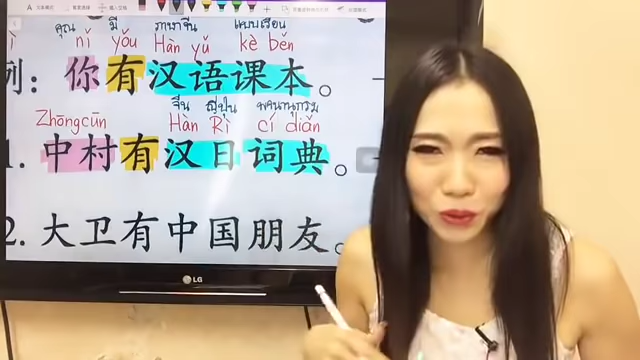 คุณ มี ภาษาจีน แบบเรียน
nǐ yǒu Hàn yǔ kè běn
例：你有汉语课本。
จีน ญี่ปุ่น พจนานุกรม
Zhōngcūn Hàn Rì cí diǎn
1. 中村有汉日词典。
2. 大卫有中国朋友。
LG